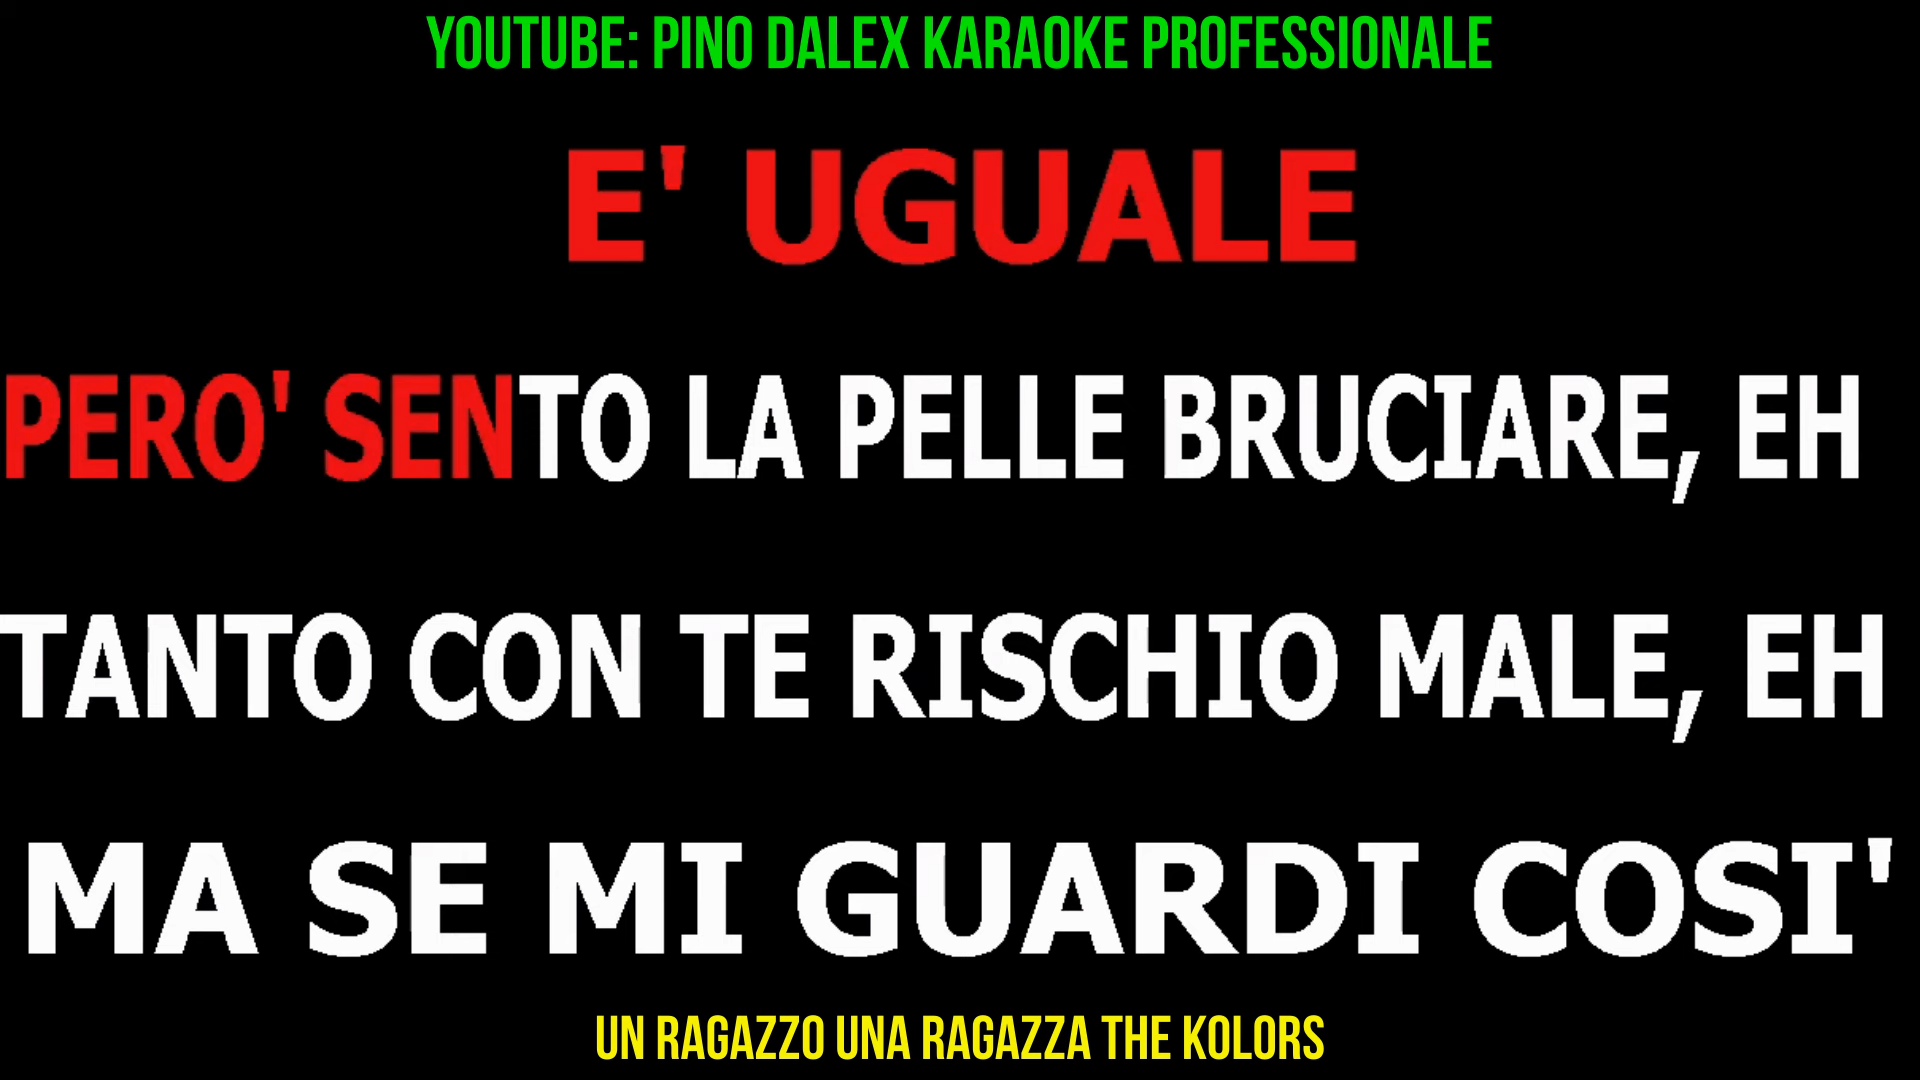 YOUTUBE: PINO DALEX KARAOKE PROFESSIONALE
E' UGUALE
PERO' SENTO LA PELLE BRUCIARE, EH
TANTO CON TE RISCHIO MALE, EH
MA SE MI GUARDI COSI'
UN RAGAZZO UNA RAGAZZA THE KOLORS